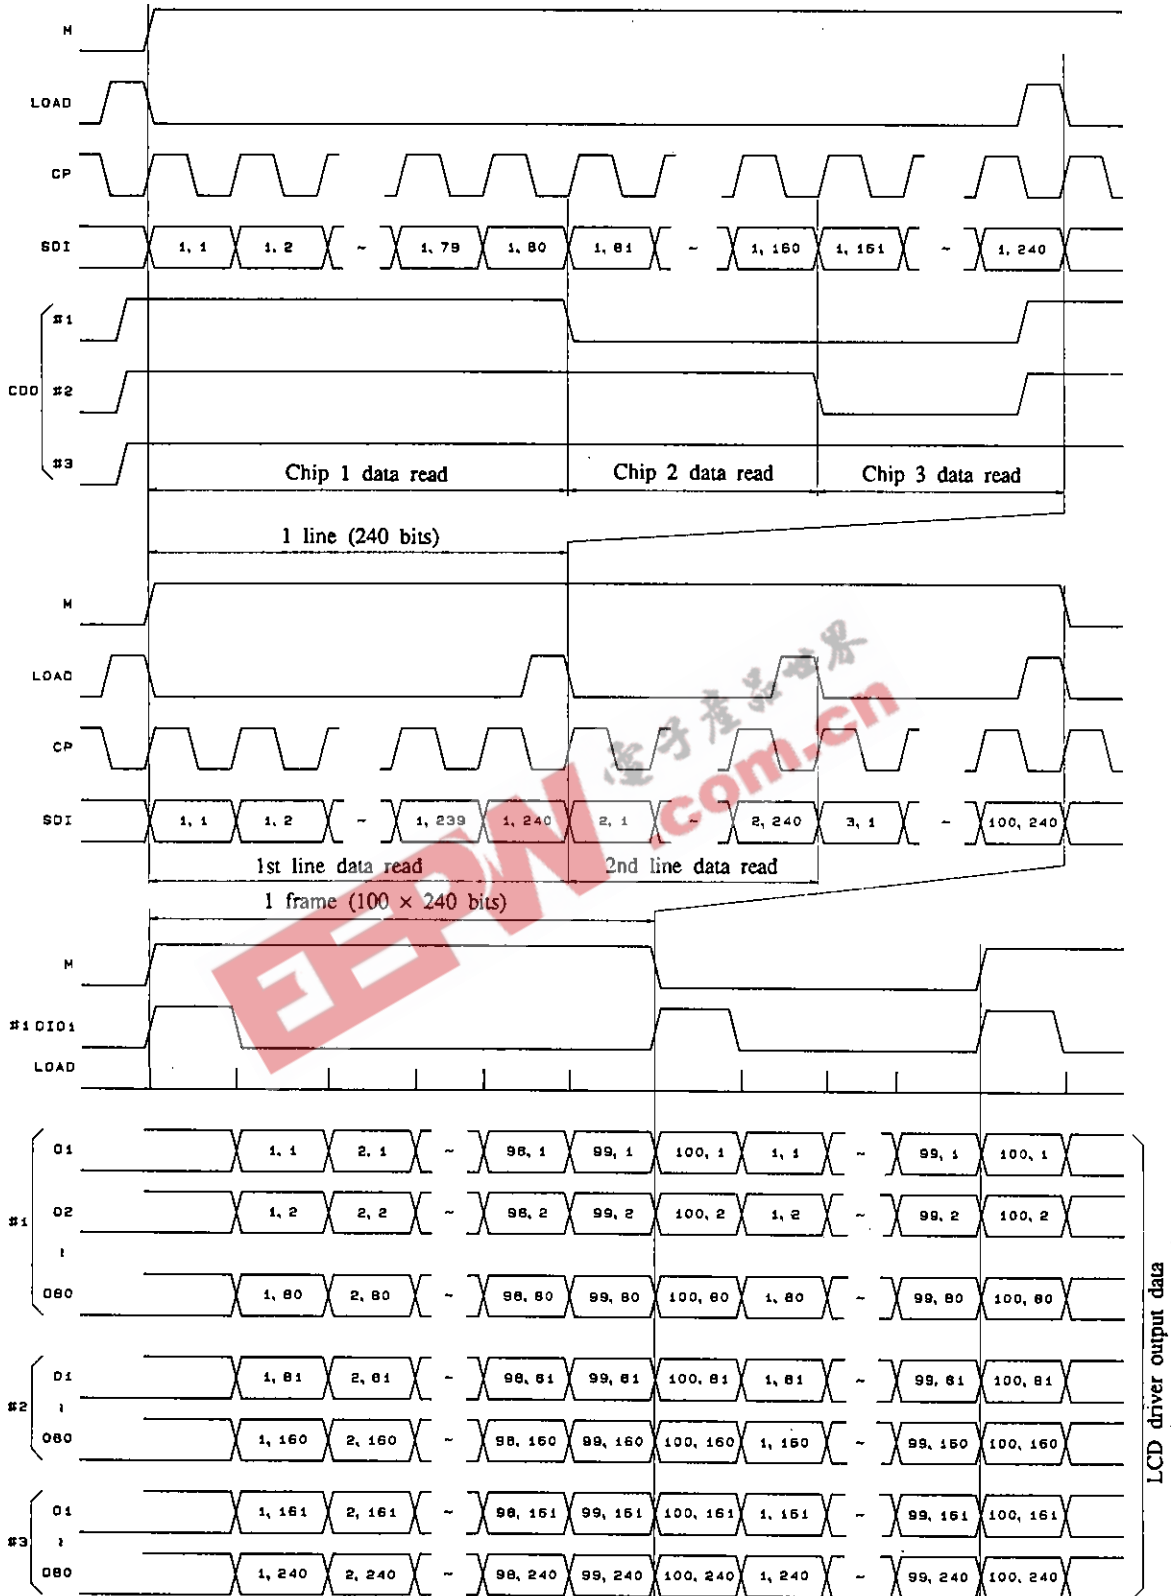 M
LOAD
CP
SDI 1, 1 1, 2 ~ 1, 79 1, 80 1, 81 ~ 1, 160 1, 161 ~ 1, 240
#1
CDO #2
#3
Chip 1 data read Chip 2 data read Chip 3 data read
1 line (240 bits)
M
LOAD
CP
SDI 1, 1 1, 2 ~ 1, 239 1, 240 2, 1 ~ 2, 240 3, 1 ~ 100, 240
1st line data read 2nd line data read
1 frame (100 × 240 bits)
M
#1 DIO1
LOAD
O1 1, 1 2, 1 ~ 98, 1 99, 1 100, 1 1, 1 ~ 99, 1 100, 1
#1 O2 1, 2 2, 2 ~ 98, 2 99, 2 100, 2 1, 2 ~ 99, 2 100, 2
O80 1, 80 2, 80 ~ 98, 80 99, 80 100, 80 1, 80 ~ 99, 80 100, 80
O1 1, 81 2, 81 ~ 98, 81 99, 81 100, 81 1, 81 ~ 99, 81 100, 81
#2
O80 1, 160 2, 160 ~ 98, 160 99, 160 100, 160 1, 160 ~ 99, 160 100, 160
O1 1, 161 2, 161 ~ 98, 161 99, 161 100, 161 1, 161 ~ 99, 161 100, 161
#3
O80 1, 240 2, 240 ~ 98, 240 99, 240 100, 240 1, 240 ~ 99, 240 100, 240
LCD driver output data
EEPW.com.cn
電子產品世界